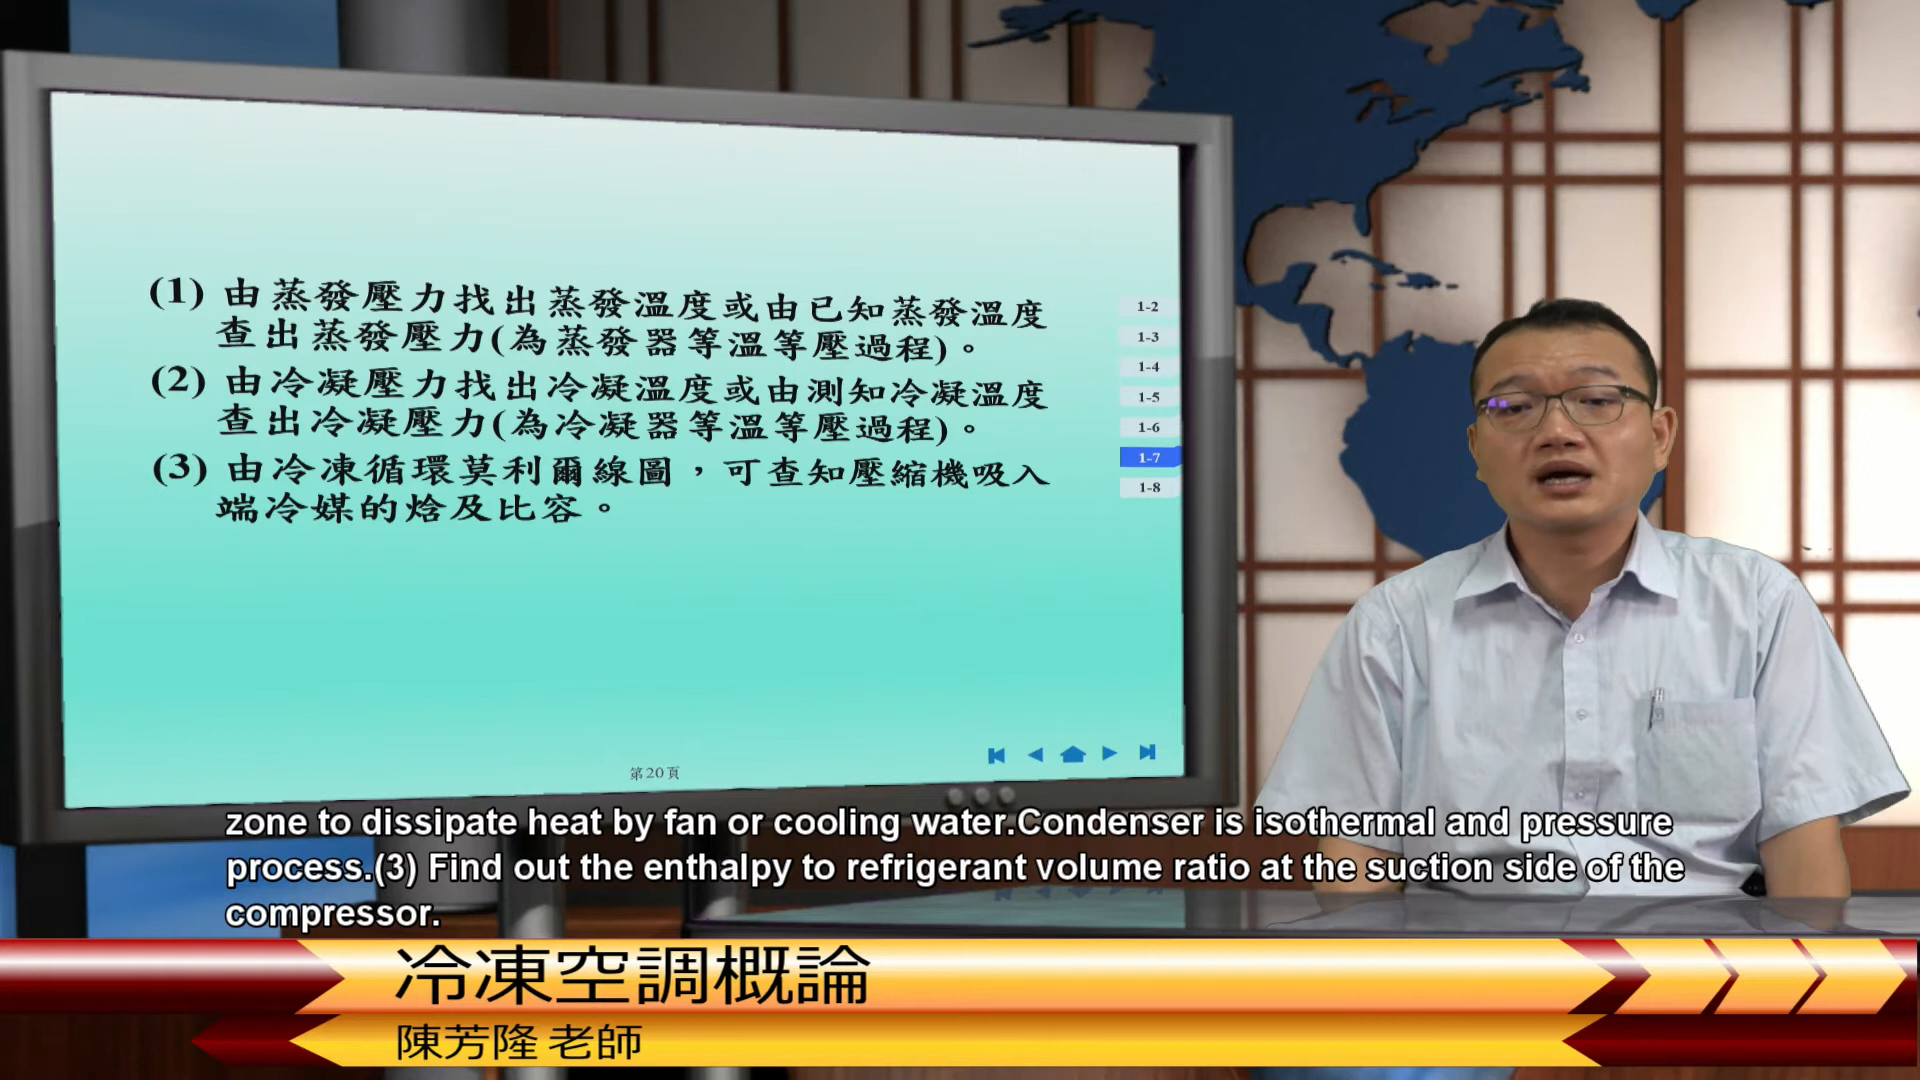 (1) 由蒸發壓力找出蒸發溫度或由已知蒸發溫度
查出蒸發壓力(為蒸發器等溫等壓過程)。
(2) 由冷凝壓力找出冷凝溫度或由測知冷凝溫度
查出冷凝壓力(為冷凝器等溫等壓過程)。
(3) 由冷凍循環莫利爾線圖，可查知壓縮機吸入
端冷媒的焓及比容。
1-2
1-3
1-4
1-5
1-6
1-7
1-8
第20頁
zone to dissipate heat by fan or cooling water.Condenser is isothermal and pressure
process.(3) Find out the enthalpy to refrigerant volume ratio at the suction side of the
compressor.
冷凍空調概論
陳芳隆 老師